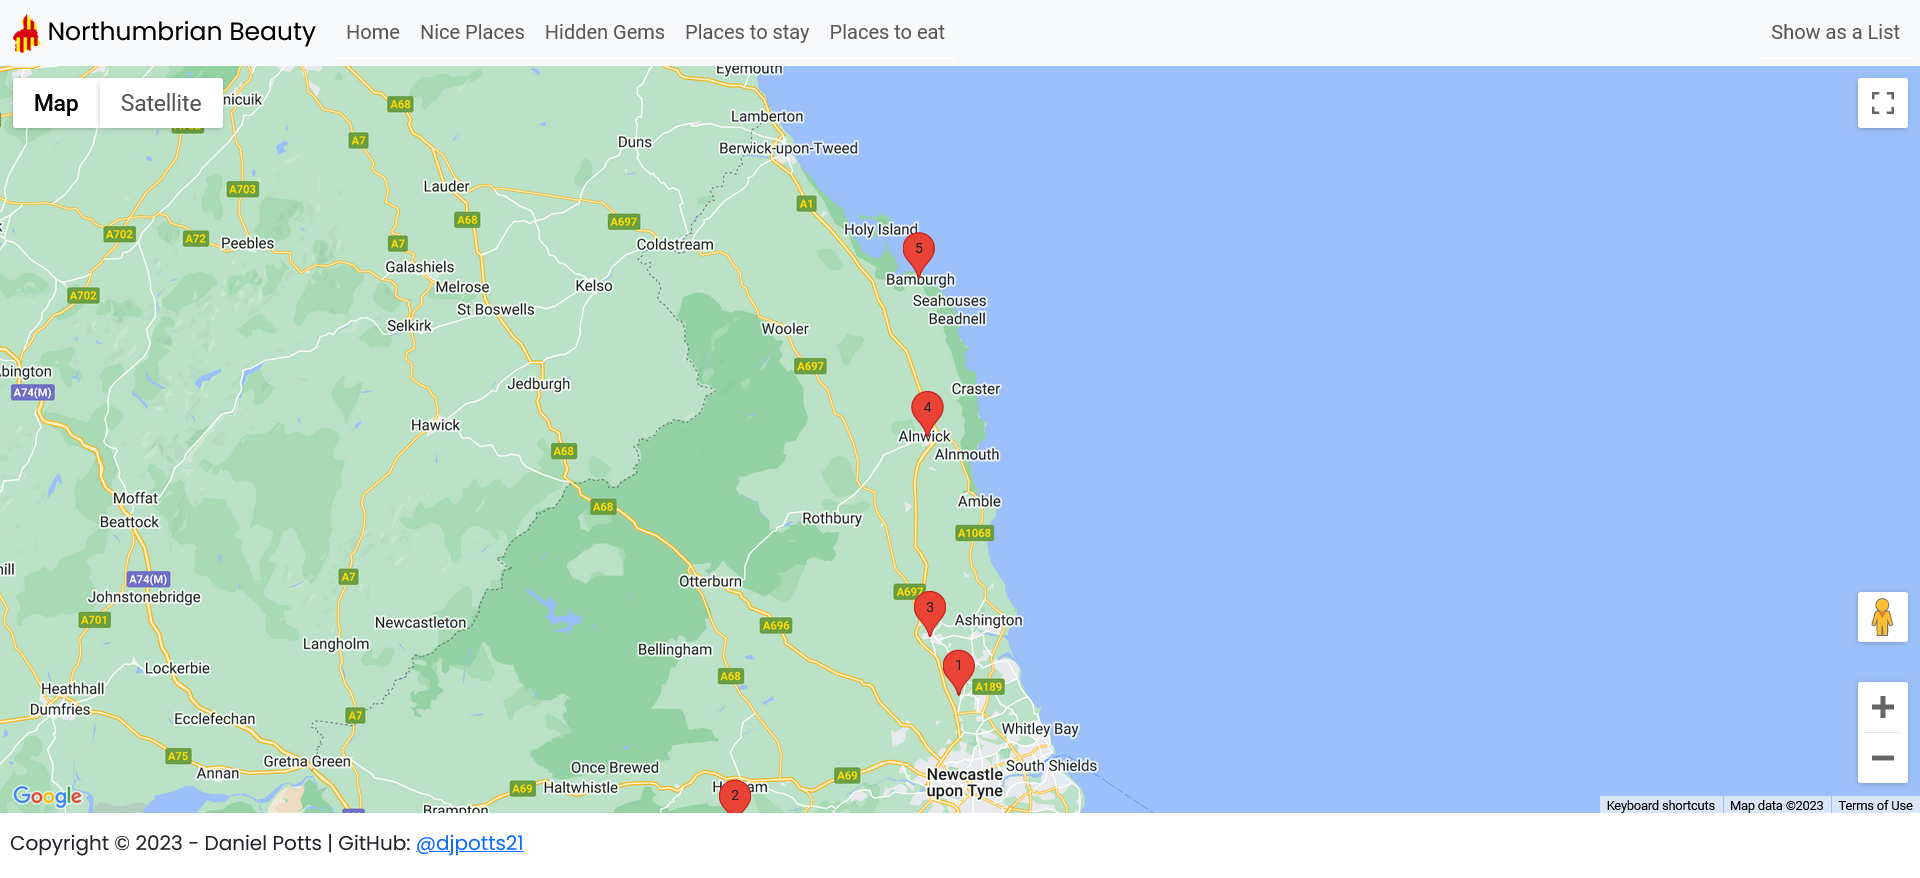 Northumbrian Beauty
Home
Nice Places
Hidden Gems
Places to stay
Places to eat
Show as a List
Map
Satellite
Eyemouth
nicuik
A68
Lamberton
A7
Duns
Berwick-upon-Tweed
A703
Lauder
A1
A68
A697
Holy Island
A702
A72
Peebles
A7
Coldstream
5
Galashiels
Bamburgh
Melrose
Kelso
A702
Seahouses
St Boswells
Beadnell
Selkirk
Wooler
A697
bington
Jedburgh
Craster
A74(M)
4
Hawick
Alnwick
A68
Alnmouth
Moffat
A68
Amble
Beattock
Rothbury
A1068
ill
A74(M)
A7
Otterburn
A697
Johnstonebridge
3
A701
Newcastleton
A696
Ashington
Langholm
Bellingham
1
Lockerbie
A68
A189
Heathhall
Dumfries
Ecclefechan
A7
Whitley Bay
A75
Gretna Green
Once Brewed
South Shields
Annan
A69
Haltwhistle
H am
A69
Newcastle
upon Tyne
2
Google
Brampton
Keyboard shortcuts
Map data ©2023
Terms of Use
Copyright © 2023 - Daniel Potts | GitHub: @djpotts21